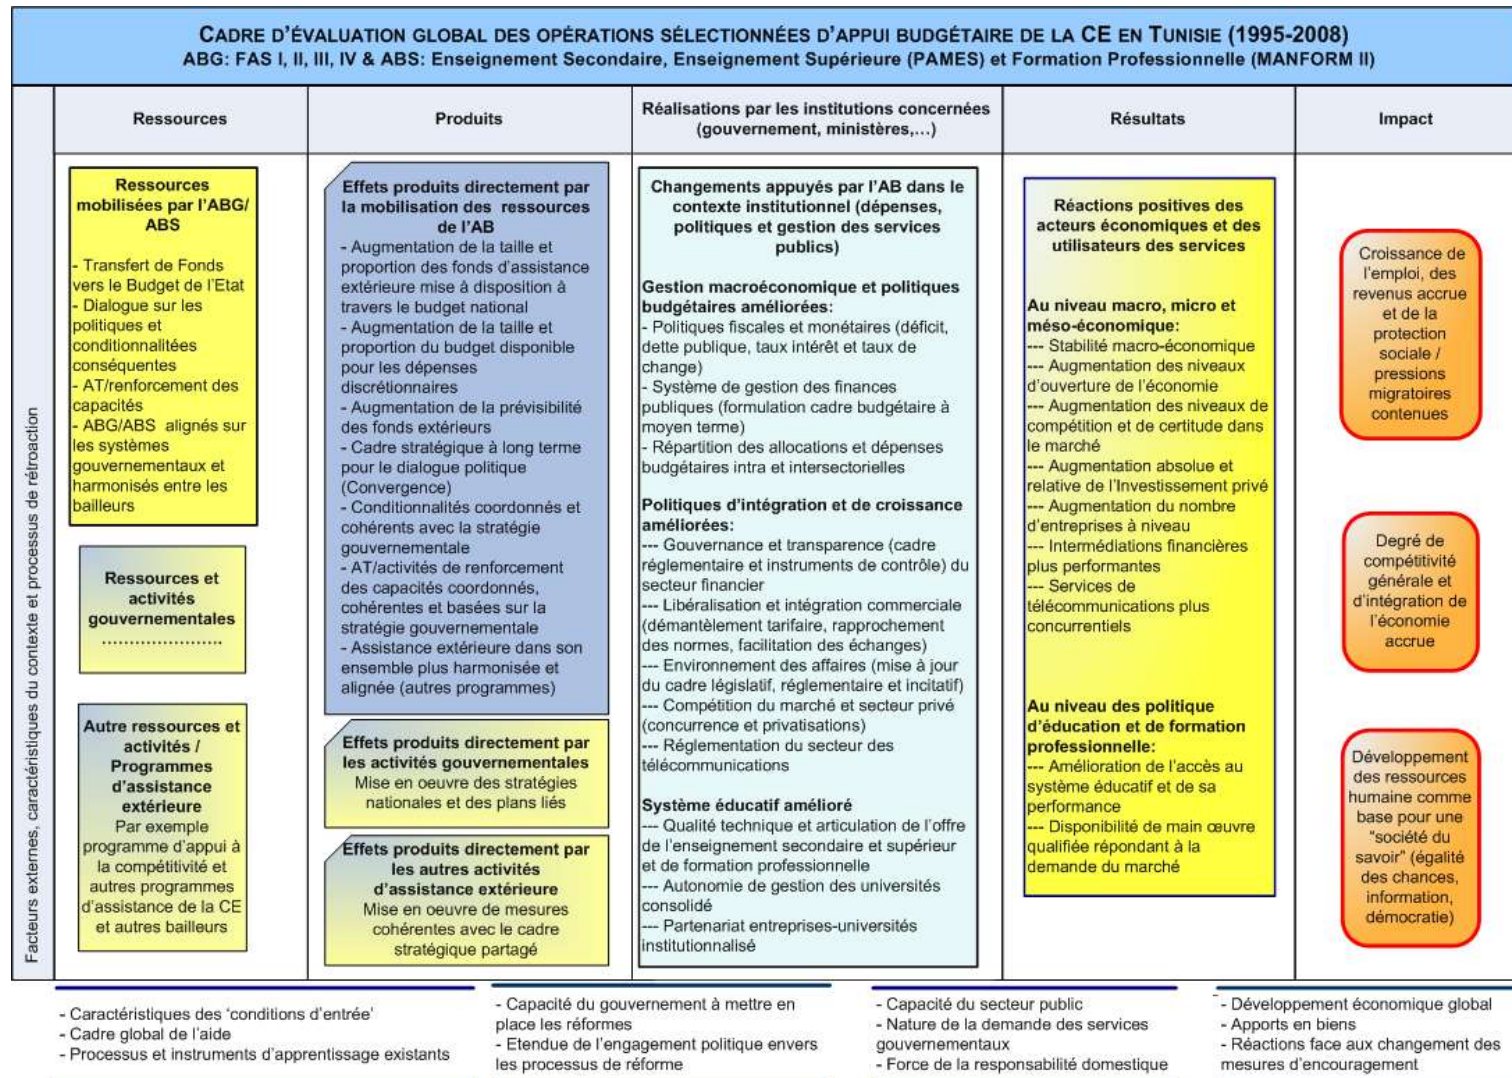 CADRE D'ÉVALUATION GLOBAL DES OPÉRATIONS SÉLECTIONNÉES D'APPUI BUDGÉTAIRE DE LA CE EN TUNISIE (1995-2008)
ABG: FAS I, II, III, IV & ABS: Enseignement Secondaire, Enseignement Supérieure (PAMES) et Formation Professionnelle (MANFORM II)
Facteurs externes, caractéristiques du contexte et processus de rétroaction
Ressources
Ressources
mobilisées par l'ABG/
ABS
- Transfert de Fonds
vers le Budget de l'Etat
- Dialogue sur les
politiques et
conditionnalitées
conséquentes
- AT/renforcement des
capacités
- ABG/ABS alignés sur
les systèmes
gouvernementaux et
harmonisés entre les
bailleurs
Ressources et
activités
gouvernementales
......................
Autre ressources et
activités /
Programmes
d'assistance
extérieure
Par exemple
programme d'appui à
la compétitivité et
autres programmes
d'assistance de la CE
et autres bailleurs
Produits
Effets produits directement par
la mobilisation des ressources
de l'AB
- Augmentation de la taille et
proportion des fonds d'assistance
extérieure mise à disposition à
travers le budget national
- Augmentation de la taille et
proportion du budget disponible
pour les dépenses
discrétionnaires
- Augmentation de la prévisibilité
des fonds extérieurs
- Cadre stratégique à long terme
pour le dialogue politique
(Convergence)
- Conditionnalités coordonnés et
cohérents avec la stratégie
gouvernementale
- AT/activités de renforcement
des capacités coordonnés,
cohérentes et basées sur la
stratégie gouvernementale
- Assistance extérieure dans son
ensemble plus harmonisée et
alignée (autres programmes)
Effets produits directement par
les activités gouvernementales
Mise en oeuvre des stratégies
nationales et des plans liés
Effets produits directement par
les autres activités
d'assistance extérieure
Mise en oeuvre de mesures
cohérentes avec le cadre
stratégique partagé
Réalisations par les institutions concernées
(gouvernement, ministères,...)
Changements appuyés par l'AB dans le
contexte institutionnel (dépenses,
politiques et gestion des services
publics)
Gestion macroéconomique et politiques
budgétaires améliorées:
- Politiques fiscales et monétaires (déficit,
dette publique, taux intérêt et taux de
change)
- Système de gestion des finances
publiques (formulation cadre budgétaire à
moyen terme)
- Répartition des allocations et dépenses
budgétaires intra et intersectorielles
Politiques d'intégration et de croissance
améliorées:
--- Gouvernance et transparence (cadre
réglementaire et instruments de contrôle) du
secteur financier
--- Libéralisation et intégration commerciale
(démantèlement tarifaire, rapprochement
des normes, facilitation des échanges)
--- Environnement des affaires (mise à jour
du cadre législatif, réglementaire et incitatif)
--- Compétition du marché et secteur privé
(concurrence et privatisations)
--- Réglementation du secteur des
télécommunications
Système éducatif amélioré
--- Qualité technique et articulation de l'offre
de l'enseignement secondaire et supérieur
et de formation professionnelle
--- Autonomie de gestion des universités
consolidé
--- Partenariat entreprises-universités
institutionnalisé
Résultats
Réactions positives des
acteurs économiques et des
utilisateurs des services
Au niveau macro, micro et
méso-économique:
--- Stabilité macro-économique
--- Augmentation des niveaux
d'ouverture de l'économie
--- Augmentation des niveaux de
compétition et de certitude dans
le marché
--- Augmentation absolue et
relative de l'Investissement privé
--- Augmentation du nombre
d'entreprises à niveau
--- Intermédiations financières
plus performantes
--- Services de
télécommunications plus
concurrentiels
Au niveau des politique
d'éducation et de formation
professionnelle:
--- Amélioration de l'accès au
système éducatif et de sa
performance
--- Disponibilité de main œuvre
qualifiée répondant à la
demande du marché
Impact
Croissance de
l'emploi, des
revenus accrue
et de la
protection
sociale /
pressions
migratoires
contenues
Degré de
compétitivité
générale et
d'intégration de
l'économie
accrue
Développement
des ressources
humaine comme
base pour une
"société du
savoir" (égalité
des chances,
information,
démocratie)
- Caractéristiques des 'conditions d'entrée'
- Cadre global de l'aide
- Processus et instruments d'apprentissage existants
- Capacité du gouvernement à mettre en
place les réformes
- Etendue de l'engagement politique envers
les processus de réforme
- Capacité du secteur public
- Nature de la demande des services
gouvernementaux
- Force de la responsabilité domestique
- Développement économique global
- Apports en biens
- Réactions face aux changement des
mesures d'encouragement